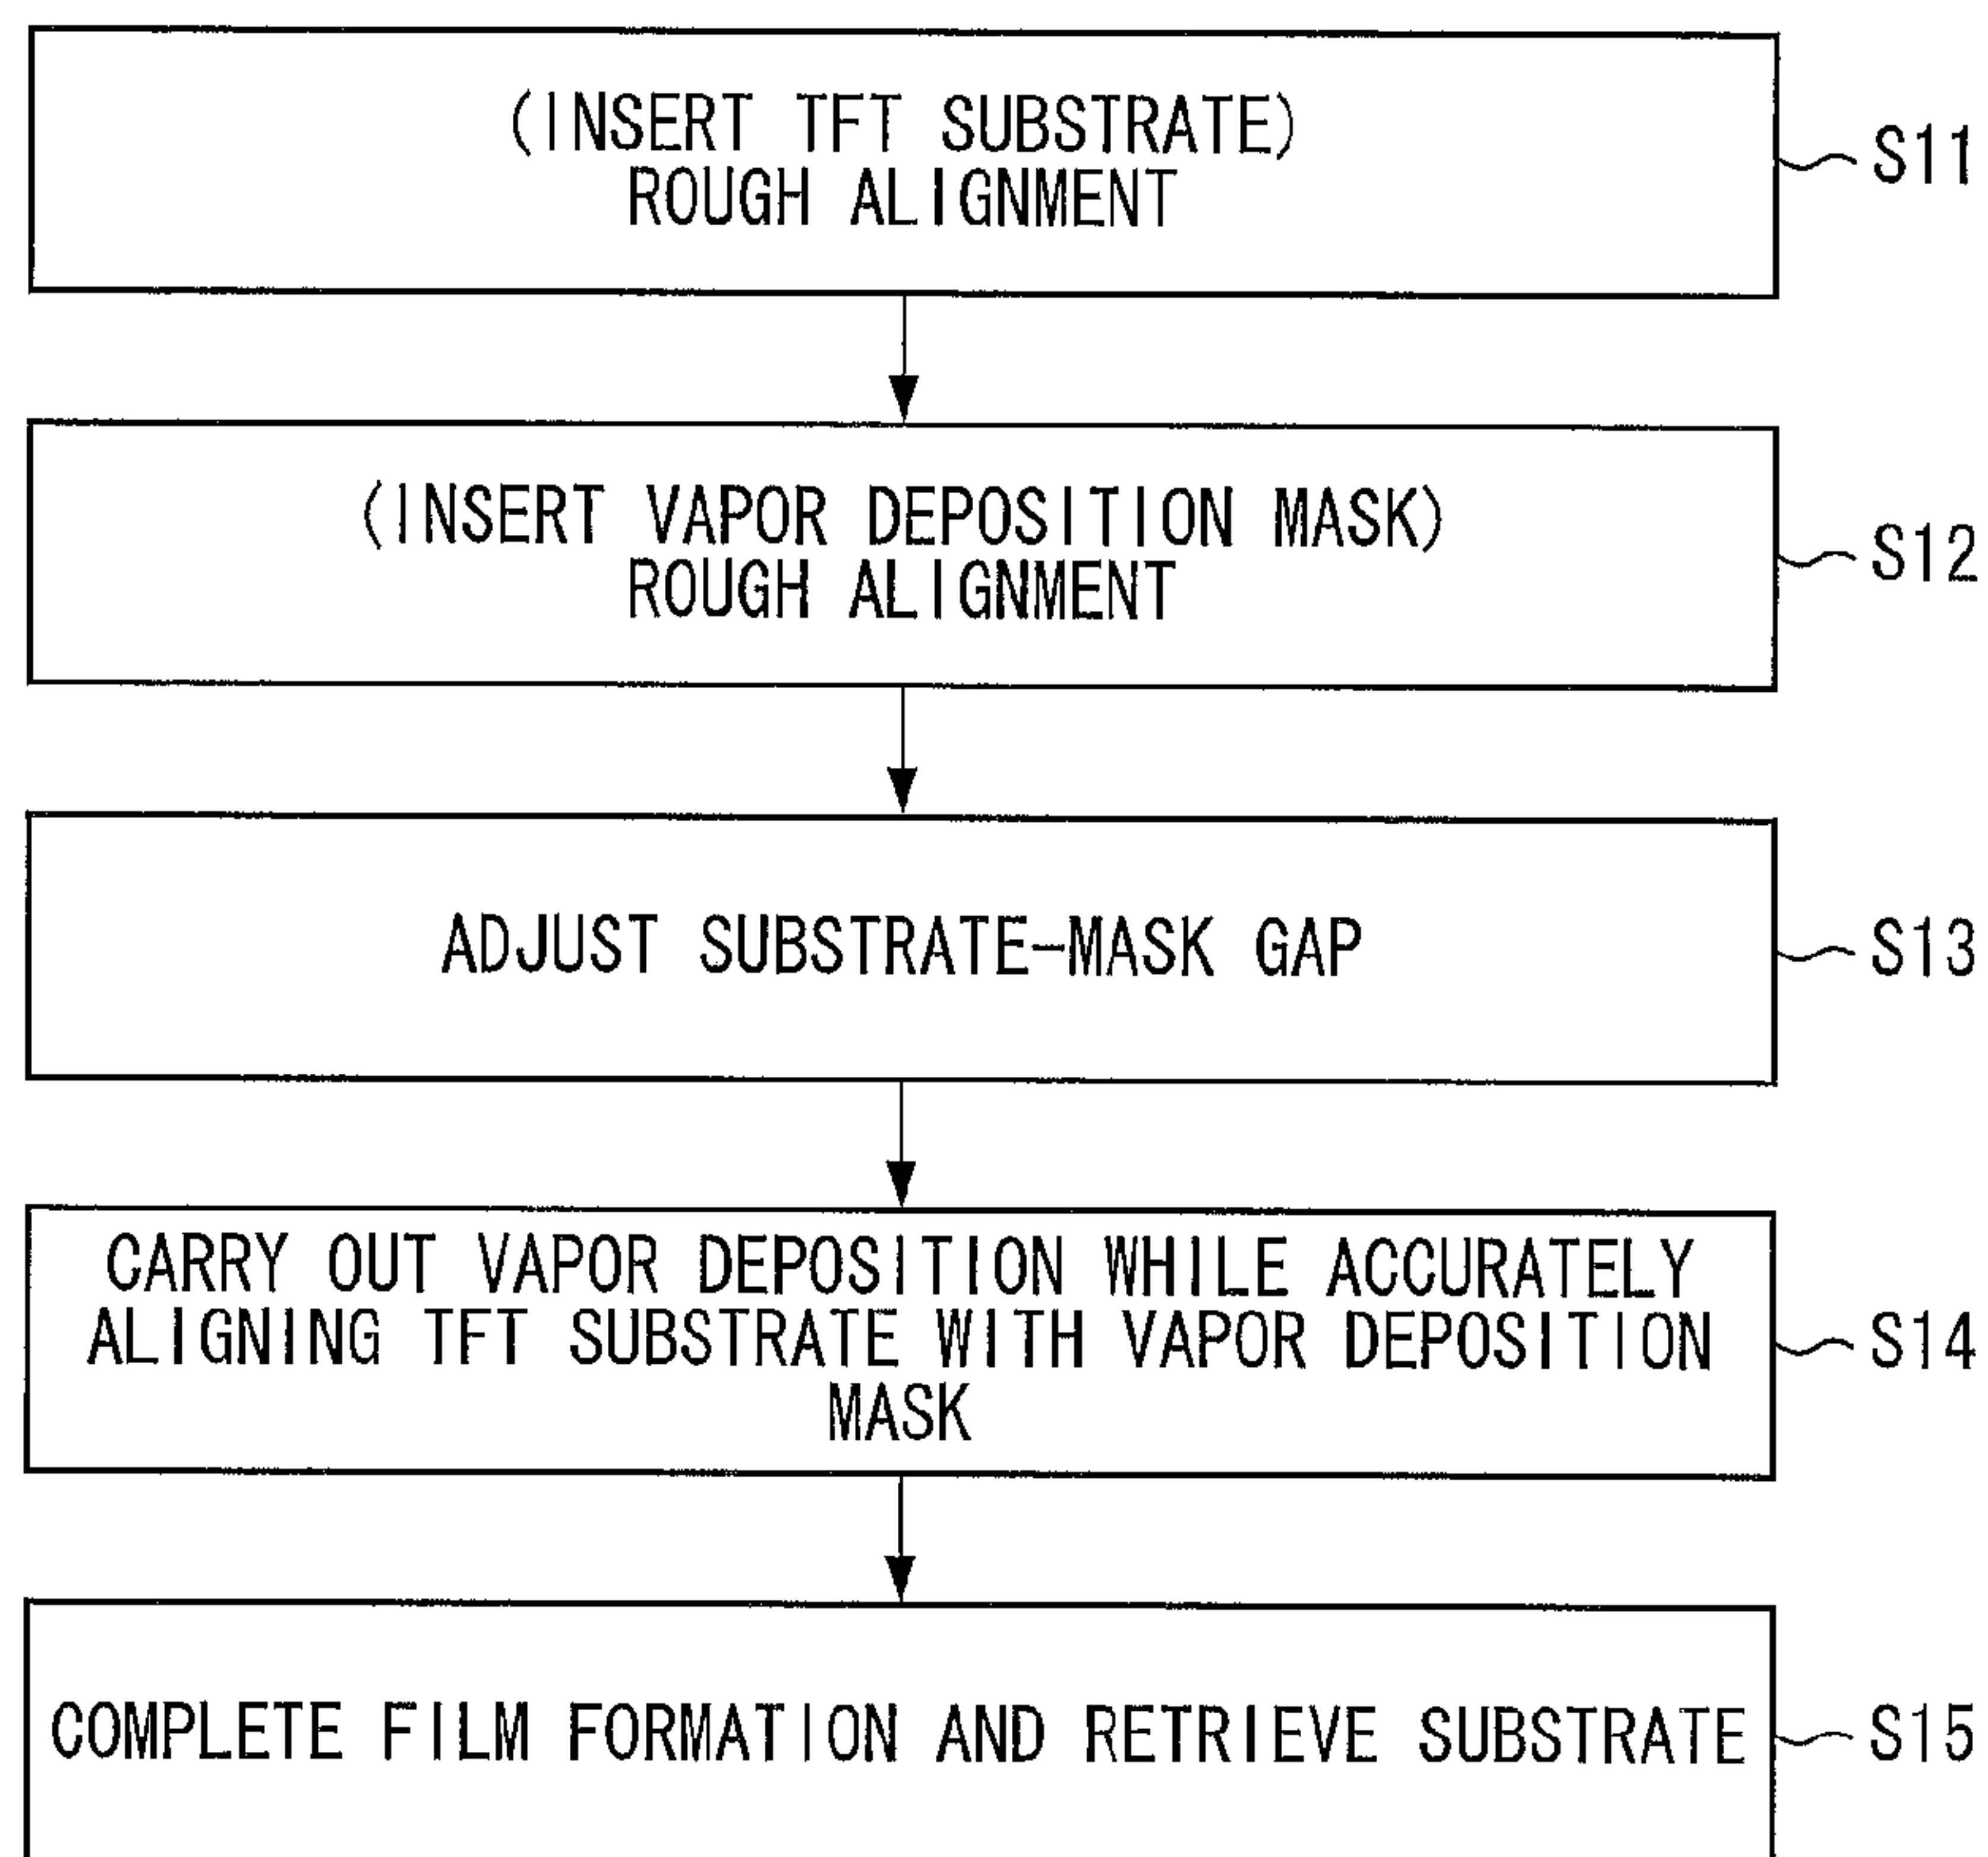 (INSERT TFT SUBSTRATE)
ROUGH ALIGNMENT
S11
(INSERT VAPOR DEPOSITION MASK)
ROUGH ALIGNMENT
S12
ADJUST SUBSTRATE-MASK GAP
S13
CARRY OUT VAPOR DEPOSITION WHILE ACCURATELY
ALIGNING TFT SUBSTRATE WITH VAPOR DEPOSITION
MASK
S14
COMPLETE FILM FORMATION AND RETRIEVE SUBSTRATE
S15